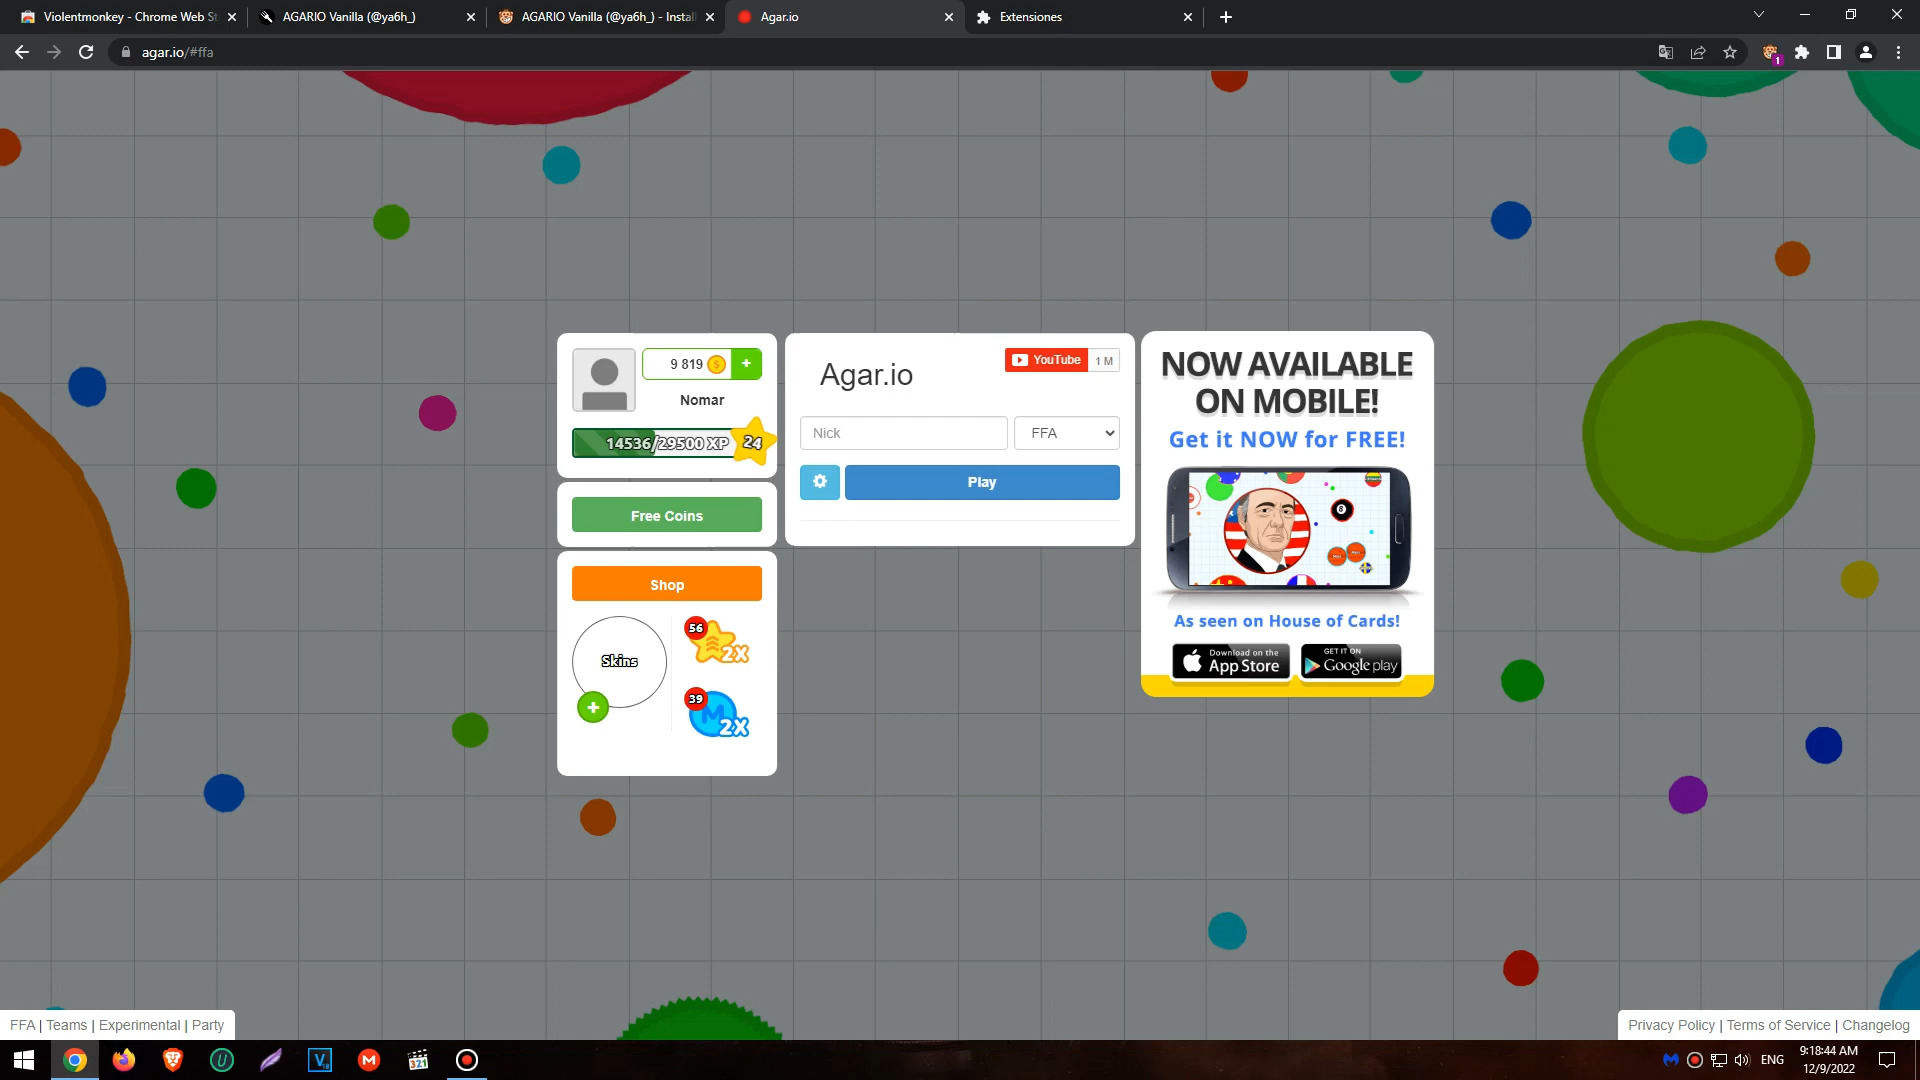 Violentmonkey - Chrome Web St
AGARIO Vanilla (@ya6h_)
AGARIO Vanilla (@ya6h_) - Instal
Agar.io
Extensiones
agar.io/#ffa
1
9 819
Nomar
14536/29500 XP
24
Free Coins
Shop
Skins
56
2X
39
M
2X
Agar.io
YouTube
1 M
Nick
FFA
Play
NOW AVAILABLE
ON MOBILE!
Get it NOW for FREE!
8
As seen on House of Cards!
Download on the
App Store
GET IT ON
Google play
FFA | Teams | Experimental | Party
Privacy Policy | Terms of Service | Changelog
321
ENG
9:18:44 AM
12/9/2022